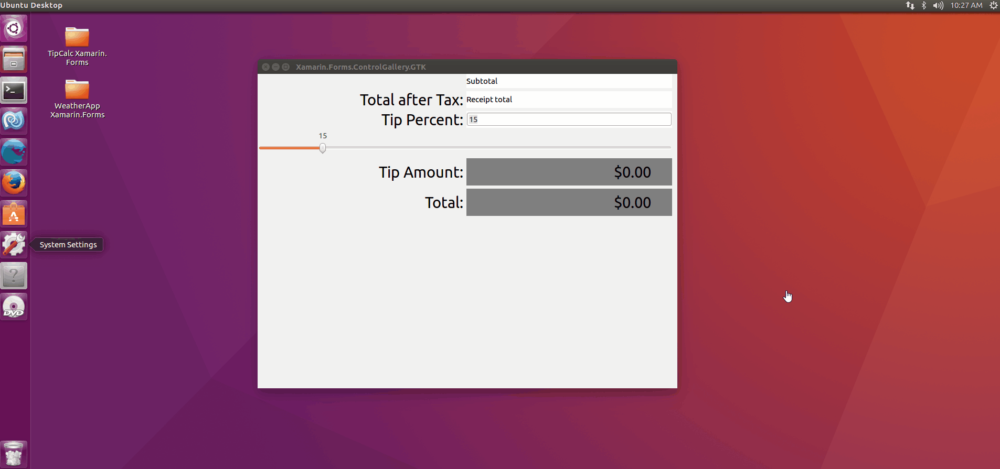 Ubuntu Desktop
10:27 AM
TipCalc Xamarin.
Forms
WeatherApp
Xamarin.Forms
System Settings
DVD
Xamarin.Forms.ControlGallery.GTK
Subtotal
Total after Tax: Receipt total
Tip Percent: 15
15
Tip Amount: $0.00
Total: $0.00